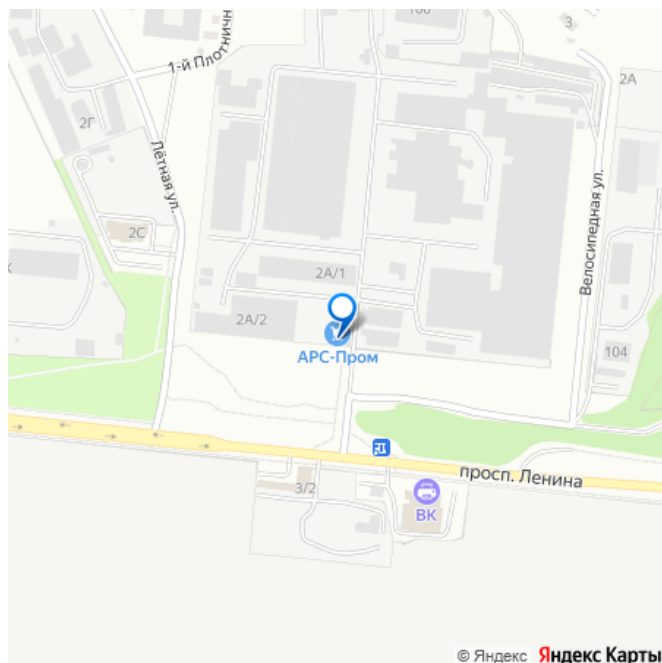 3
2А
1-й Плотничн
2Г
Лётная ул.
Велосипедная ул.
2С
2А/1
2А/2
АРС-Пром
104
просп. Ленина
3/2
ВК
© Яндекс Яндекс Карты